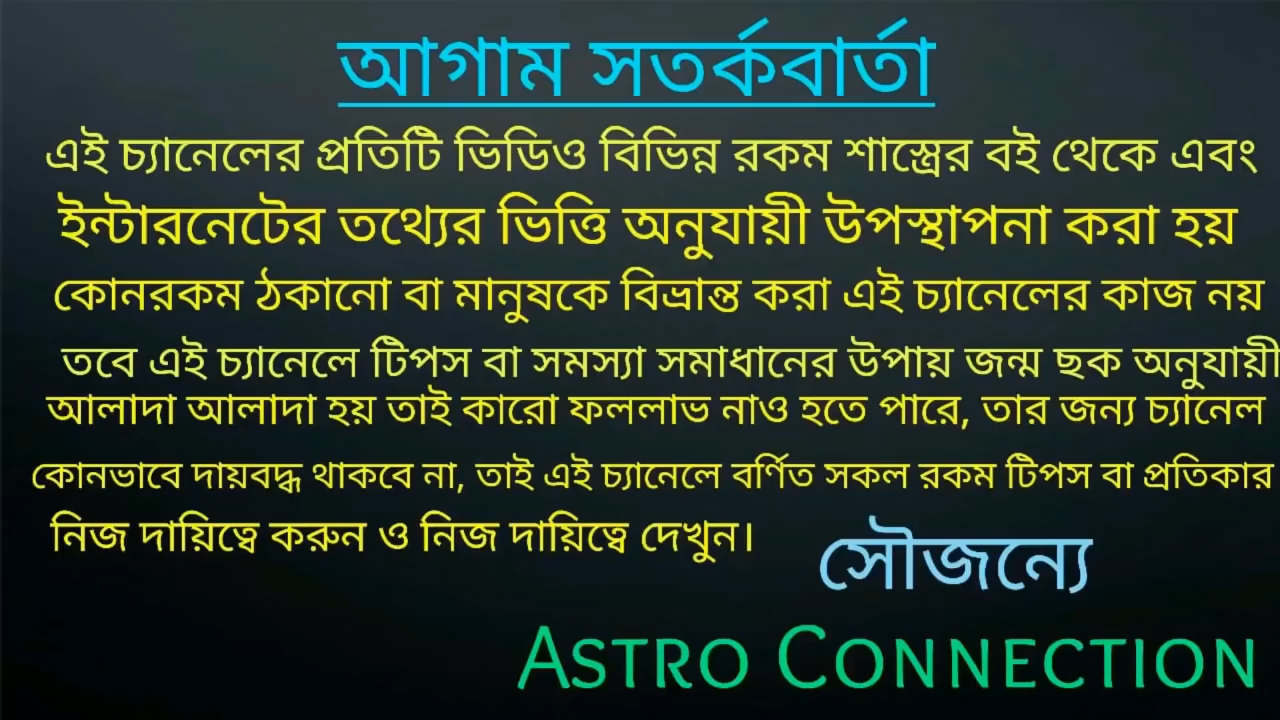 আগাম সতর্কবার্তা
এই চ্যানেলের প্রতিটি ভিডিও বিভিন্ন রকম শাস্ত্রের বই থেকে এবং
ইন্টারনেটের তথ্যের ভিত্তি অনুযায়ী উপস্থাপনা করা হয়
কোনরকম ঠকানো বা মানুষকে বিভ্রান্ত করা এই চ্যানেলের কাজ নয়
তবে এই চ্যানেলে টিপস বা সমস্যা সমাধানের উপায় জন্ম ছক অনুযায়ী
আলাদা আলাদা হয় তাই কারো ফললাভ নাও হতে পারে, তার জন্য চ্যানেল
কোনভাবে দায়বদ্ধ থাকবে না, তাই এই চ্যানেলে বর্ণিত সকল রকম টিপস বা প্রতিকার
নিজ দায়িত্বে করুন ও নিজ দায়িত্বে দেখুন।
সৌজন্যে
ASTRO CONNECTION